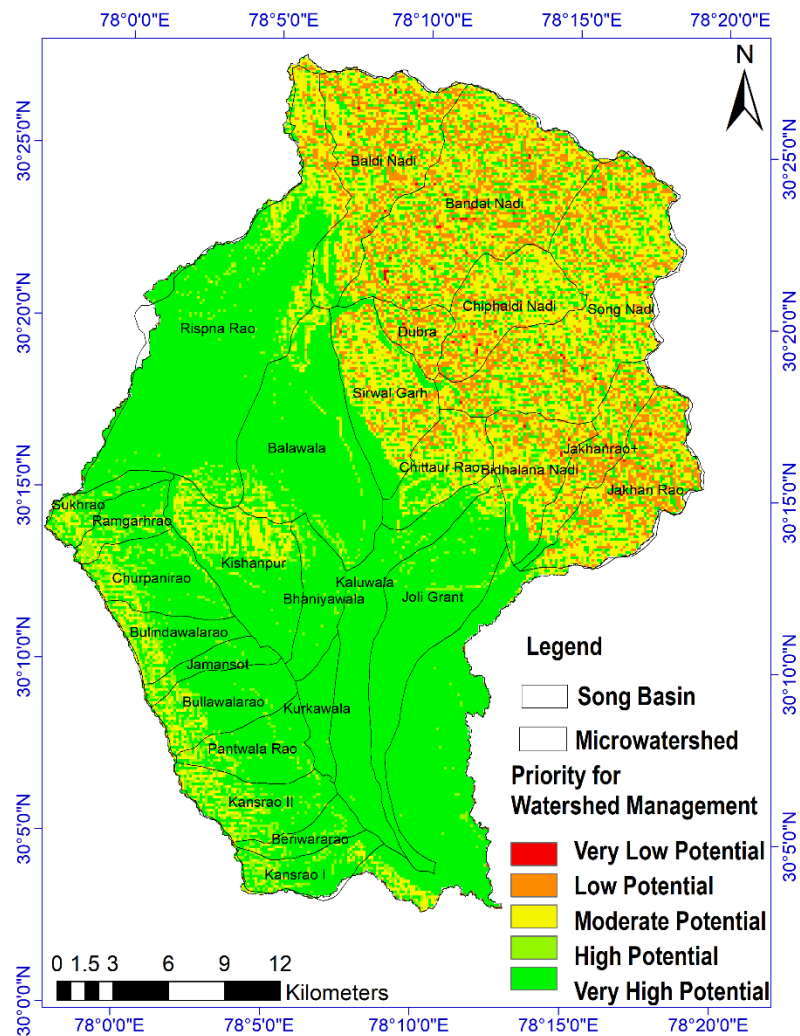 78°0'0"E 78°5'0"E 78°10'0"E 78°15'0"E 78°20'0"E
N
30°25'0"N 30°25'0"N
Baldi Nadi
Bandal Nadi
30°20'0"N 30°20'0"N
Chiphaldi Nadi Song Nadi
Rispna Rao Dubra
Sirwal Garh
Balawala
Jakhanrao+
Chittaur Rao Bidhalana Nadi
Jakhan Rao
30°15'0"N 30°15'0"N
Sukhrao
Ramgarhrao
Kishanpur
Churpanirao Kaluwala
Bhaniyawala Joli Grant
Bulindawalarao
30°10'0"N 30°10'0"N
Jamansot
Bullawalarao Kurkawala
Pantwala Rao
Kansrao II
Beriwararao
30°5'0"N 30°5'0"N
Kansrao I
Legend
Song Basin
Microwatershed
Priority for
Watershed Management
Very Low Potential
Low Potential
Moderate Potential
High Potential
Very High Potential
0 1.5 3 6 9 12
Kilometers
30°0'0"N
78°0'0"E 78°5'0"E 78°10'0"E 78°15'0"E 78°20'0"E